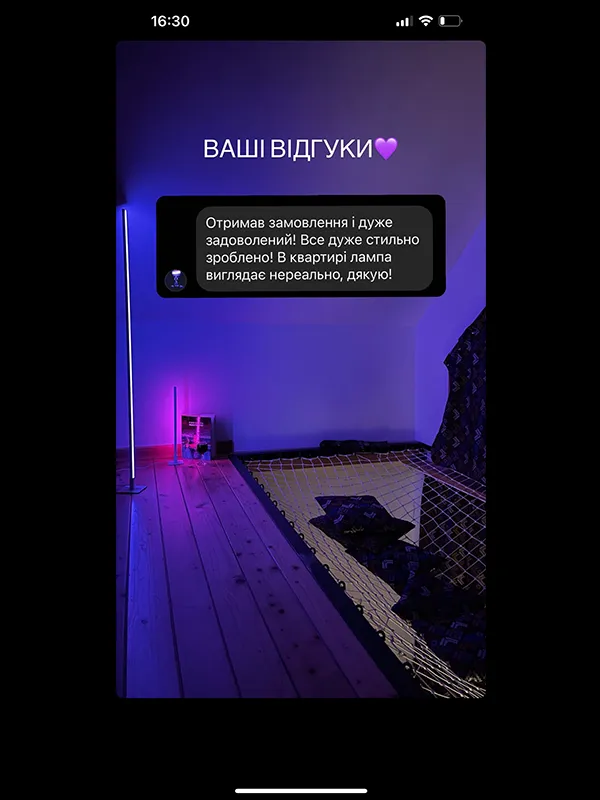 16:30
ВАШІ ВІДГУКИ💜
Отримав замовлення і дуже
задоволений! Все дуже стильно
зроблено! В квартирі лампа
виглядає нереально, дякую!